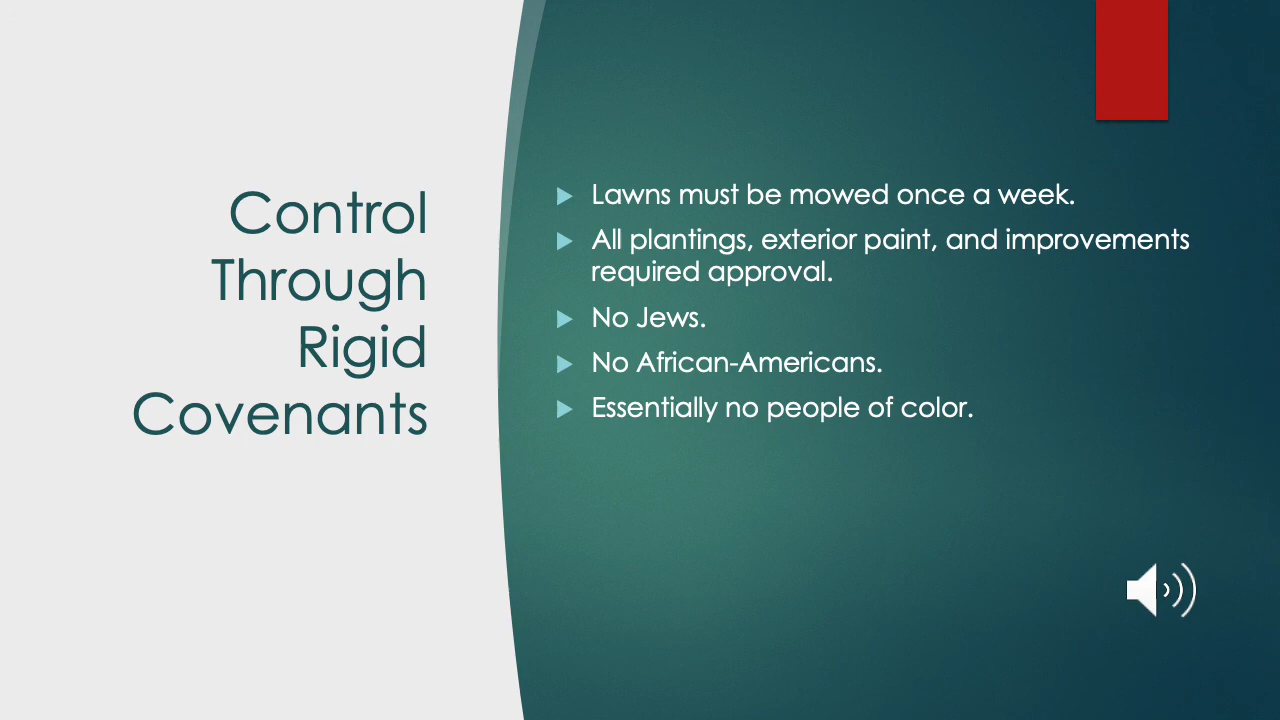 Control
Through
Rigid
Covenants
Lawns must be mowed once a week.
All plantings, exterior paint, and improvements
required approval.
No Jews.
No African-Americans.
Essentially no people of color.